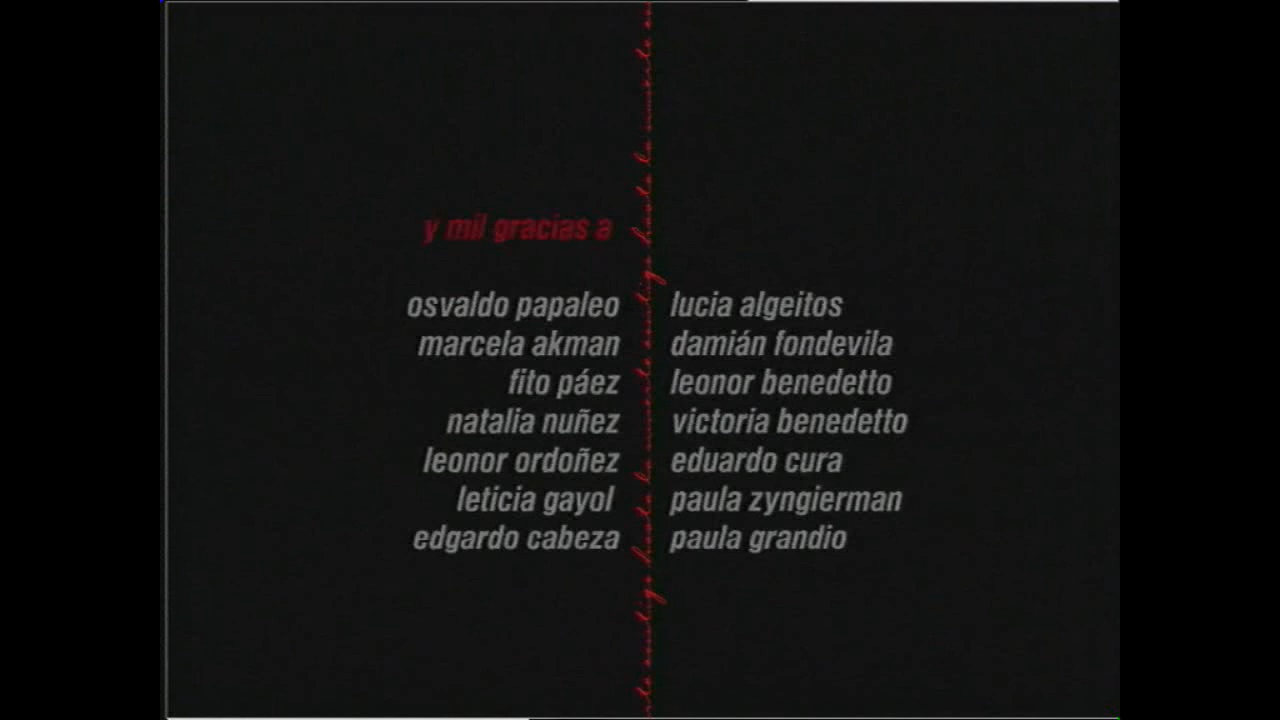 y mil gracias a
osvaldo papaleo
marcela akman
fito páez
natalia nuñez
leonor ordoñez
leticia gayol
edgardo cabeza
lucia algeitos
damián fondevila
leonor benedetto
victoria benedetto
eduardo cura
paula zyngierman
paula grandio